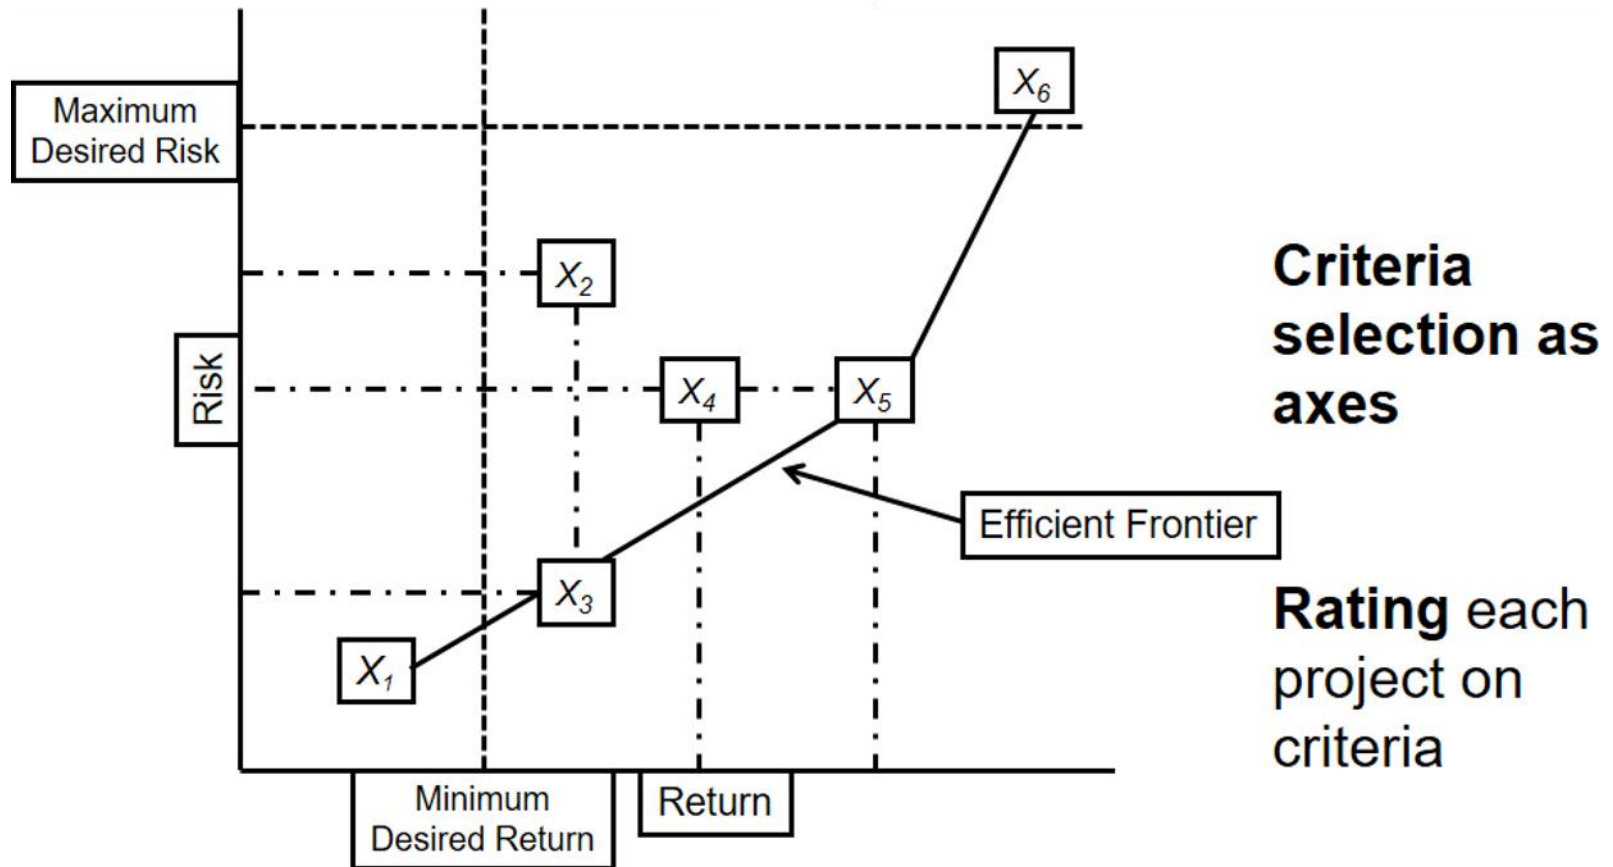 Maximum
Desired Risk
X₆
X₂
Risk
X₄
X₅
Efficient Frontier
X₃
X₁
Minimum
Desired Return
Return
Criteria
selection as
axes
Rating each
project on
criteria